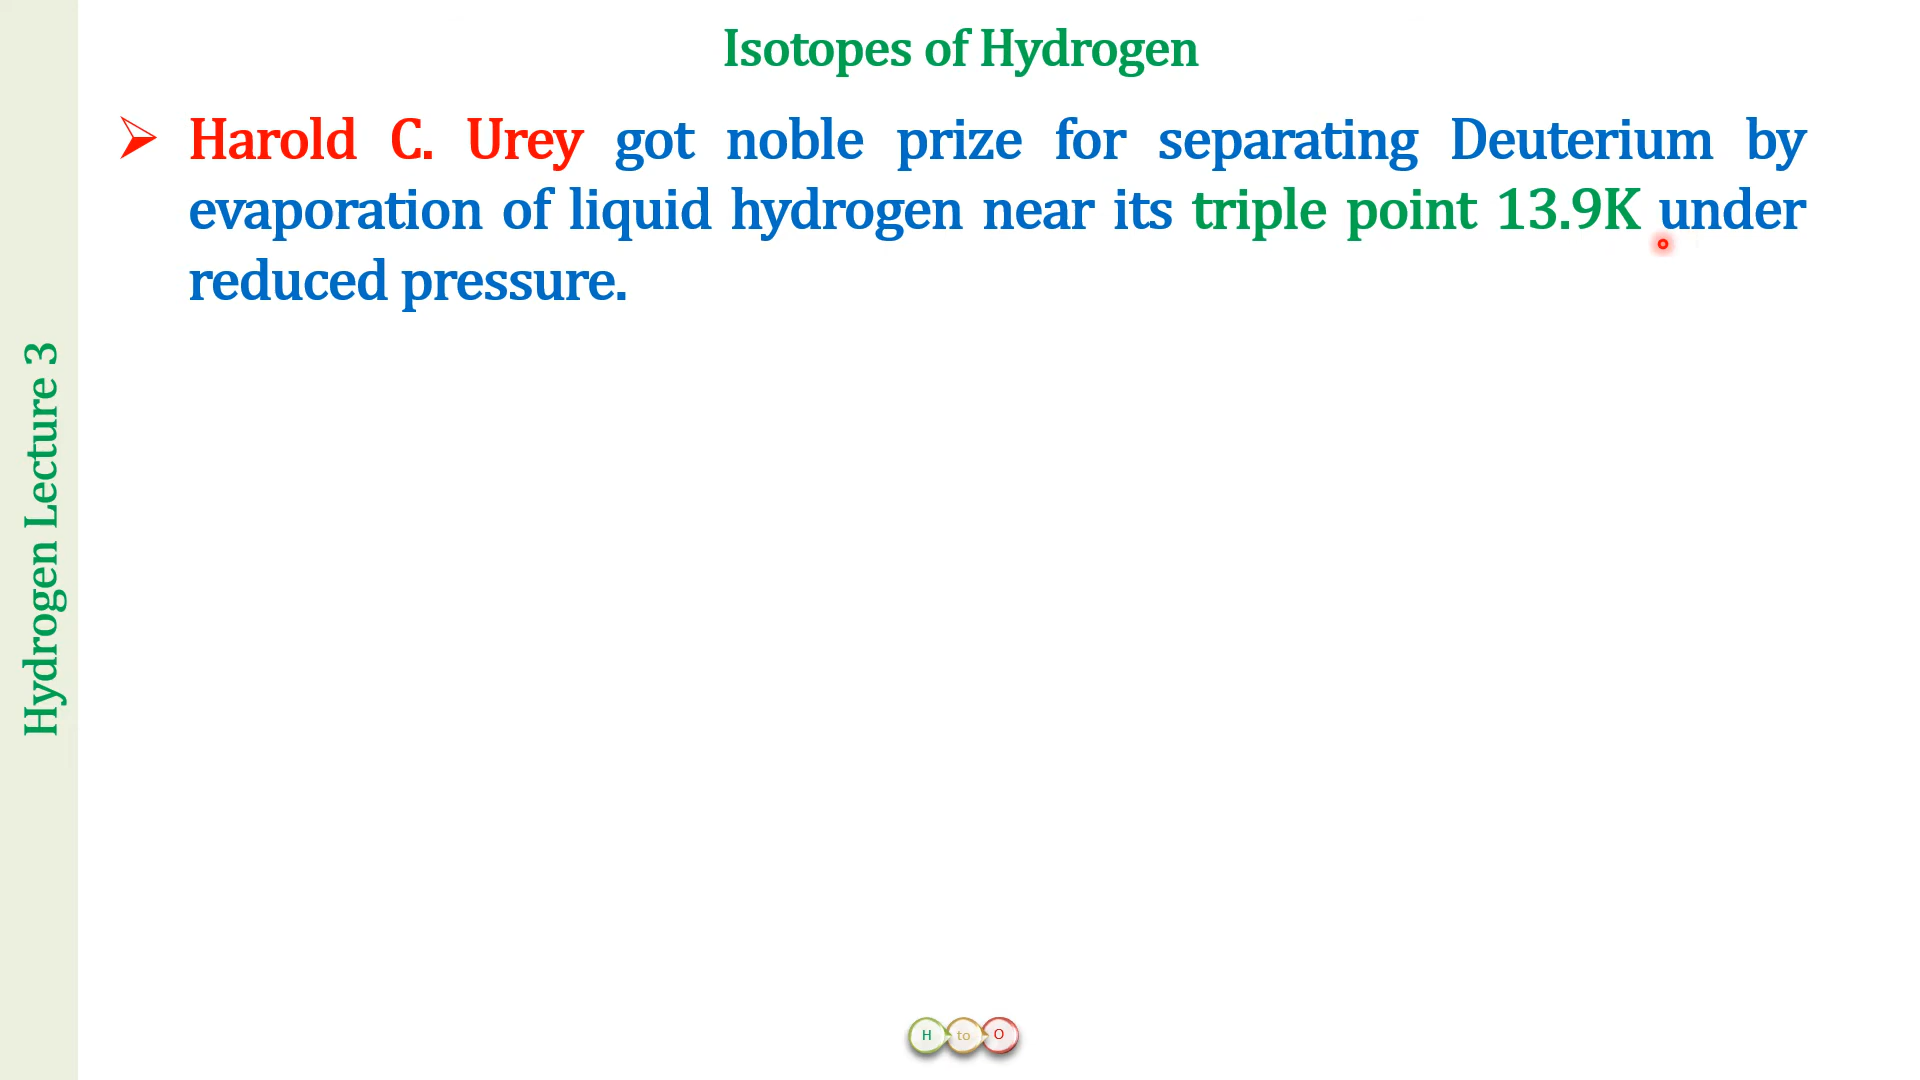 Isotopes of Hydrogen
➢ Harold C. Urey got noble prize for separating Deuterium by
evaporation of liquid hydrogen near its triple point 13.9K under
reduced pressure.
Hydrogen Lecture 3
H to O